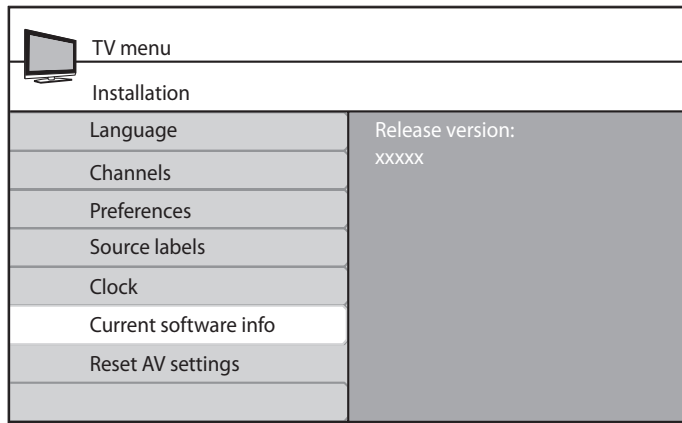 TV menu
Installation
Language
Channels
Preferences
Source labels
Clock
Current software info
Reset AV settings
Release version:
xxxxx